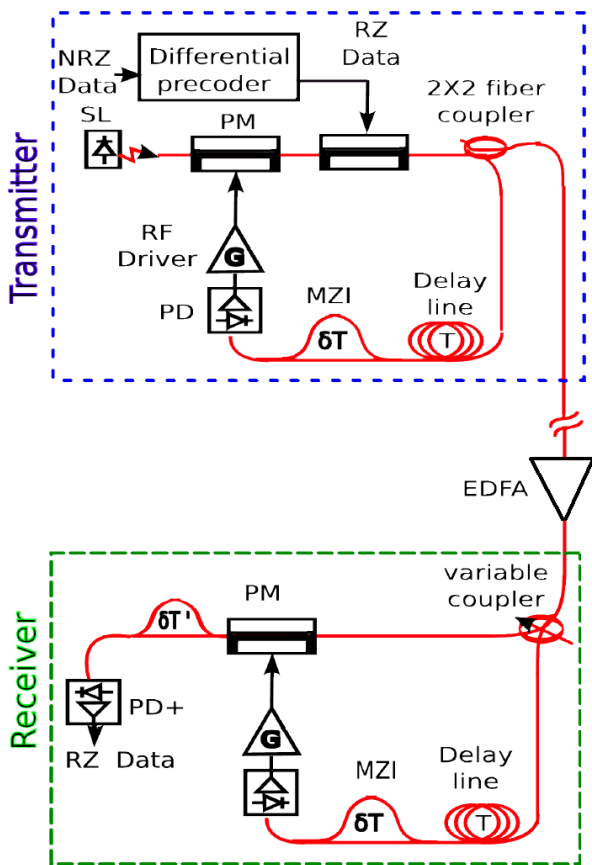 Transmitter
NRZ
Data
Differential
precoder
RZ
Data
2X2 fiber
coupler
SL
PM
RF
Driver
G
PD
MZI
δT
Delay
line
T
EDFA
Receiver
variable
coupler
PM
δT'
PD+
RZ Data
G
MZI
δT
Delay
line
T